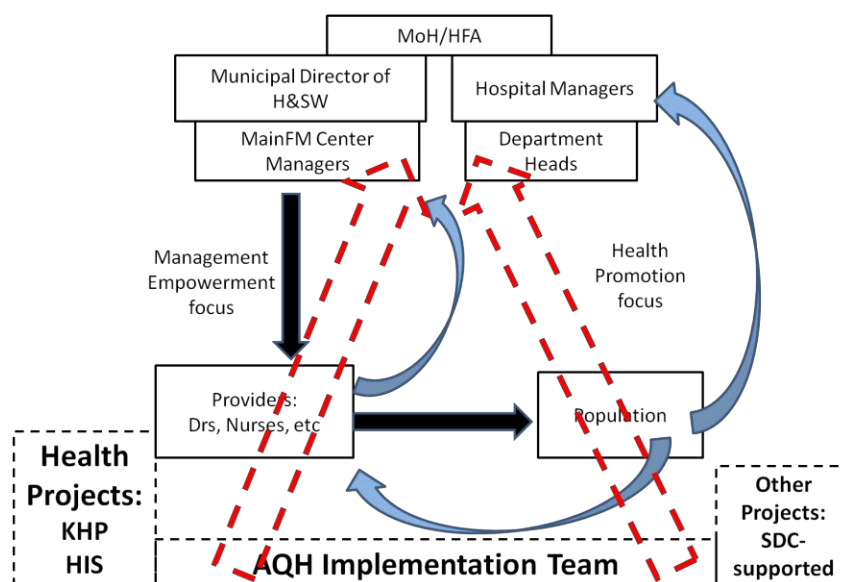 MoH/HFA
Municipal Director of
H&SW
Hospital Managers
MainFM Center
Managers
Department
Heads
Management
Empowerment
focus
Health
Promotion
focus
Providers:
Drs, Nurses, etc
Population
Health
Projects:
KHP
HIS
AQH Implementation Team
Other
Projects:
SDC-
supported